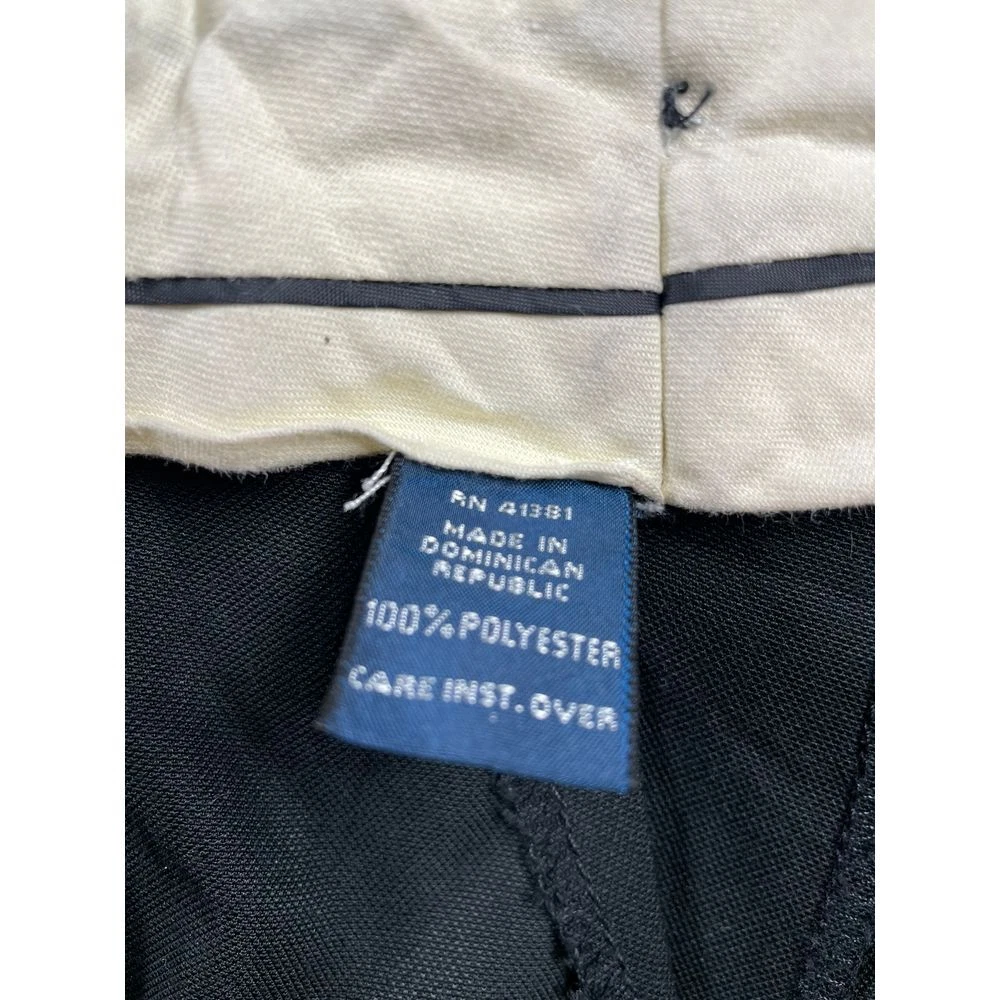 RN 41381
MADE IN
DOMINICAN
REPUBLIC
100% POLYESTER
CARE INST. OVER